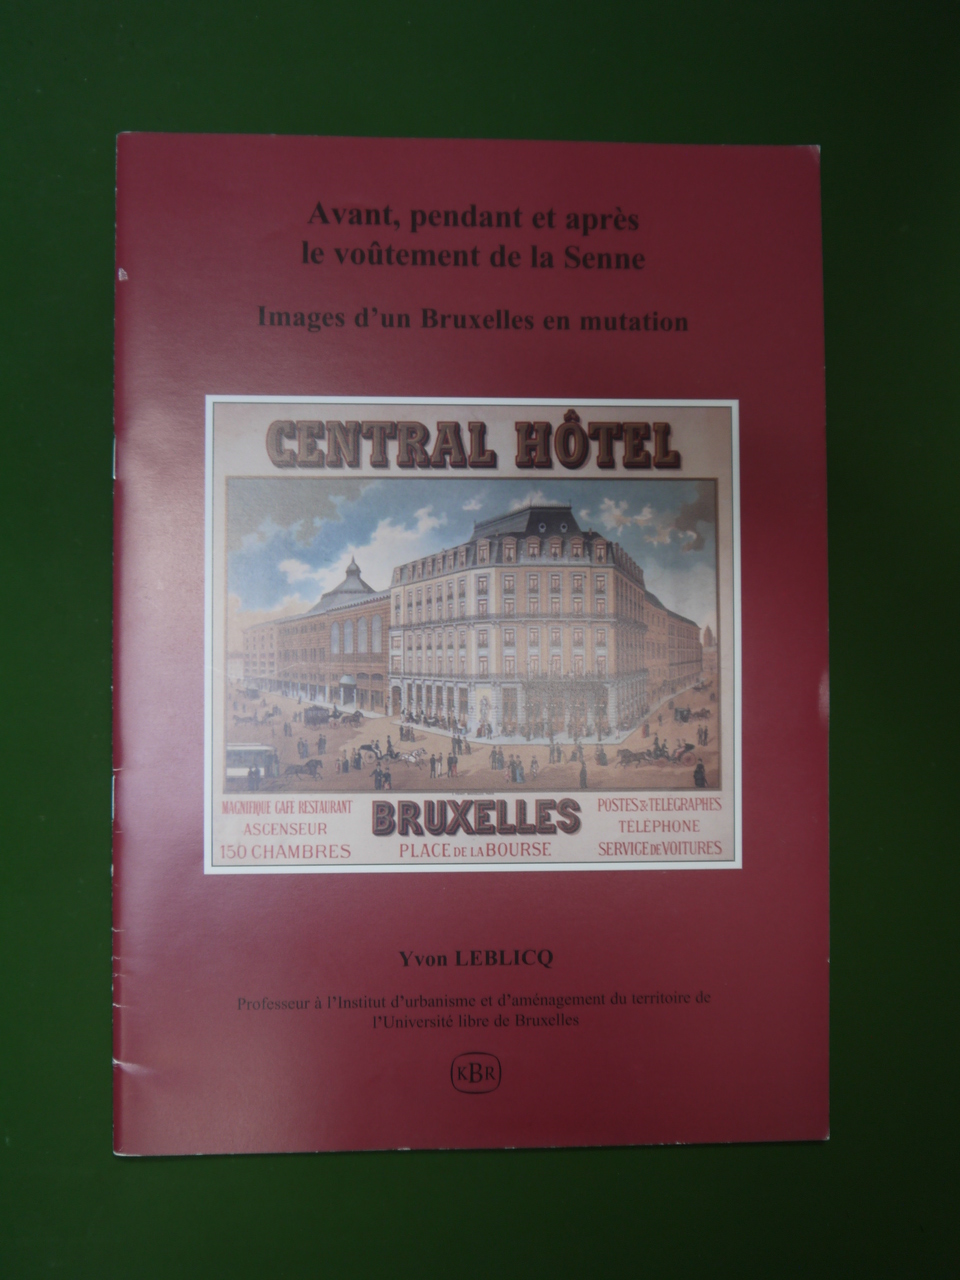 Avant, pendant et après
le voûtement de la Senne
Images d'un Bruxelles en mutation
CENTRAL HÔTEL
MAGNIFIQUE CAFE RESTAURANT
ASCENSEUR
150 CHAMBRES
BRUXELLES
PLACE DE LA BOURSE
POSTES & TELEGRAPHES
TÉLÉPHONE
SERVICE DE VOITURES
Yvon LEBLICQ
Professeur à l'Institut d'urbanisme et d'aménagement du territoire de
l'Université libre de Bruxelles
KBR